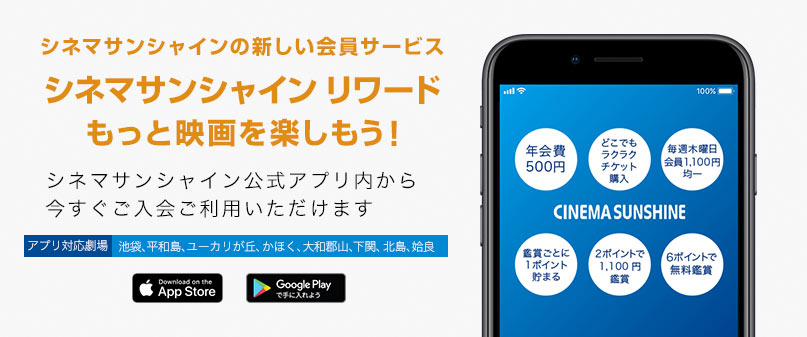 シネマサンシャインの新しい会員サービス
シネマサンシャイン リワード
もっと映画を楽しもう！
シネマサンシャイン公式アプリ内から
今すぐご入会ご利用いただけます
アプリ対応劇場 池袋、平和島、ユーカリが丘、かほく、大和郡山、下関、北島、姶良
Download on the
App Store
Google Play
で手に入れよう
100%
年会費
500円
どこでも
ラクラク
チケット
購入
毎週木曜日
会員1,100円
均一
CINEMA SUNSHINE
鑑賞ごとに
1ポイント
貯まる
2ポイントで
1,100円
鑑賞
6ポイントで
無料鑑賞